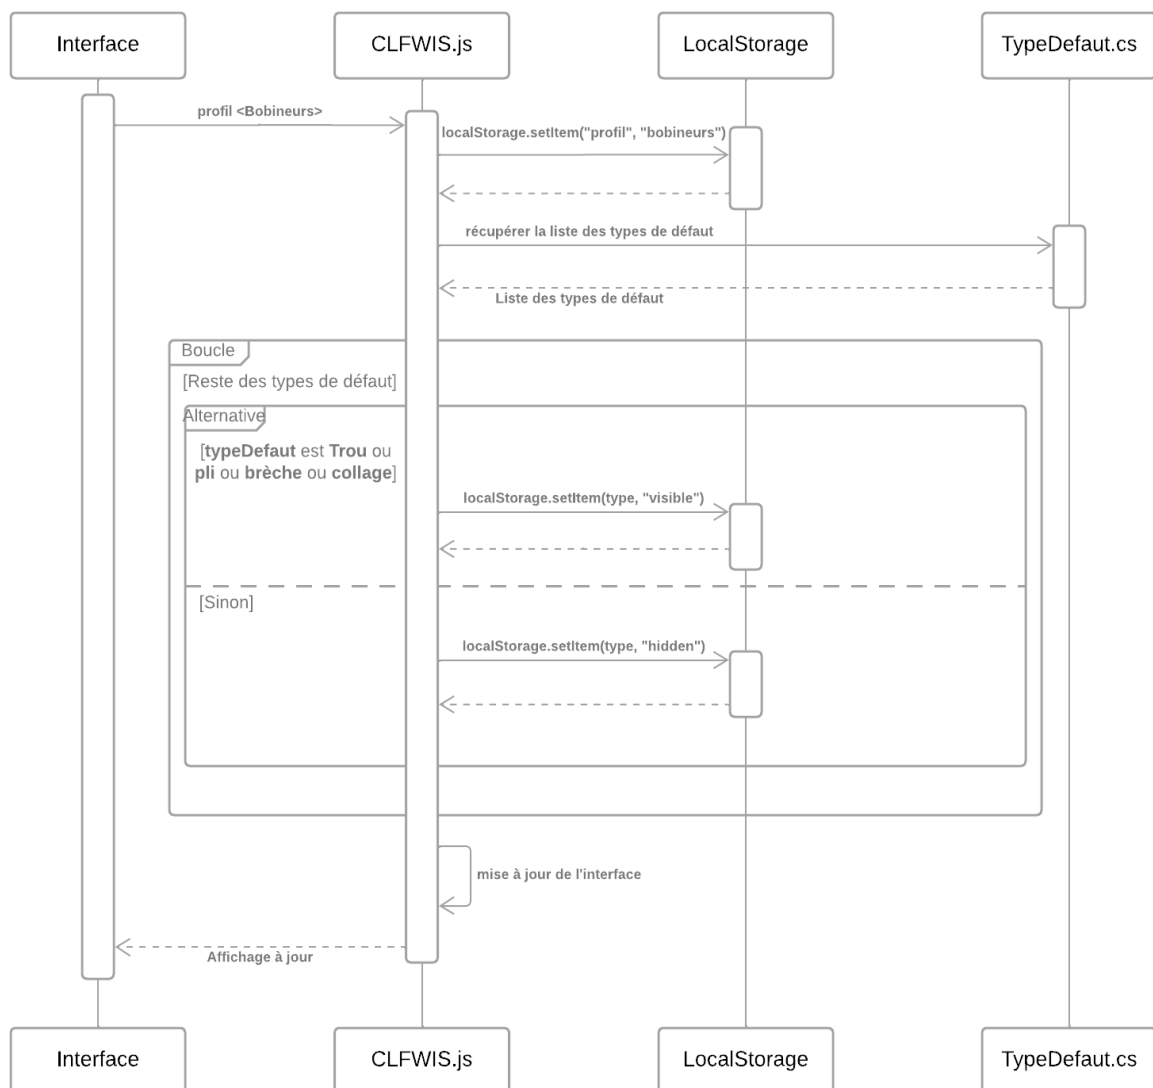 Interface
CLFWIS.js
LocalStorage
TypeDefaut.cs
profil <Bobineurs>
localStorage.setItem("profil", "bobineurs")
récupérer la liste des types de défaut
Liste des types de défaut
Boucle
[Reste des types de défaut]
Alternative
[typeDefaut est Trou ou
pli ou brèche ou collage]
localStorage.setItem(type, "visible")
[Sinon]
localStorage.setItem(type, "hidden")
mise à jour de l'interface
Affichage à jour
Interface
CLFWIS.js
LocalStorage
TypeDefaut.cs